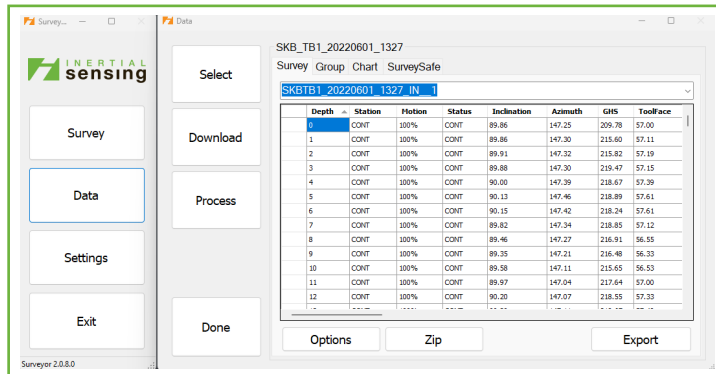 Survey...
INERTIAL
sensing
Survey
Data
Settings
Exit
Surveyor 2.0.8.0
Data
Select
Download
Process
Done
SKB_TB1_20220601_1327
Survey Group Chart SurveySafe
SKBTB1_20220601_1327_IN__1
Depth Station Motion Status Inclination Azimuth GHS ToolFace
0 CONT 100% CONT 89.86 147.25 209.78 57.00
1 CONT 100% CONT 89.86 147.30 215.60 57.11
2 CONT 100% CONT 89.91 147.32 215.82 57.19
3 CONT 100% CONT 89.88 147.30 219.47 57.15
4 CONT 100% CONT 90.00 147.39 218.67 57.39
5 CONT 100% CONT 90.13 147.46 218.89 57.61
6 CONT 100% CONT 90.15 147.42 218.24 57.61
7 CONT 100% CONT 89.82 147.34 218.85 57.12
8 CONT 100% CONT 89.46 147.27 216.91 56.55
9 CONT 100% CONT 89.35 147.21 216.48 56.33
10 CONT 100% CONT 89.58 147.11 215.65 56.53
11 CONT 100% CONT 89.97 147.04 217.64 57.00
12 CONT 100% CONT 90.20 147.07 218.55 57.33
Options Zip Export